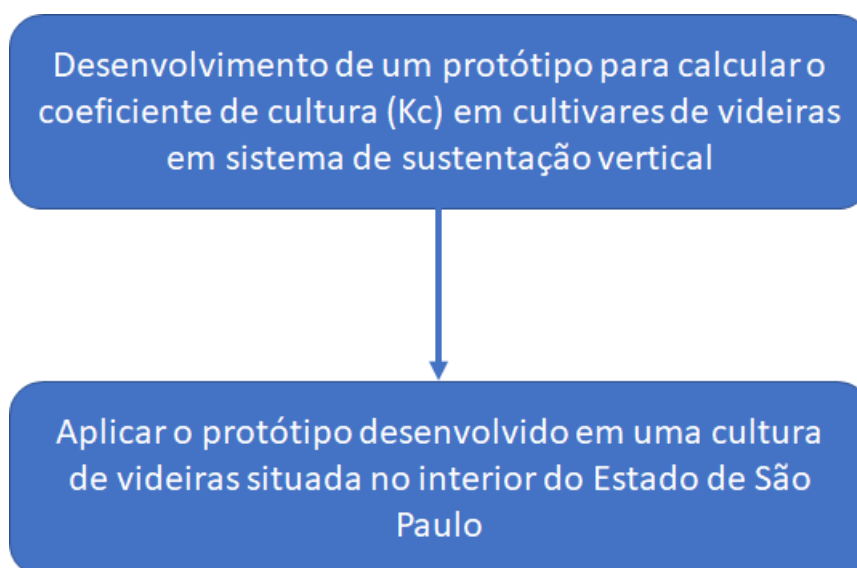 Desenvolvimento de um protótipo para calcular o
coeficiente de cultura (Kc) em cultivares de videiras
em sistema de sustentação vertical
Aplicar o protótipo desenvolvido em uma cultura
de videiras situada no interior do Estado de São
Paulo